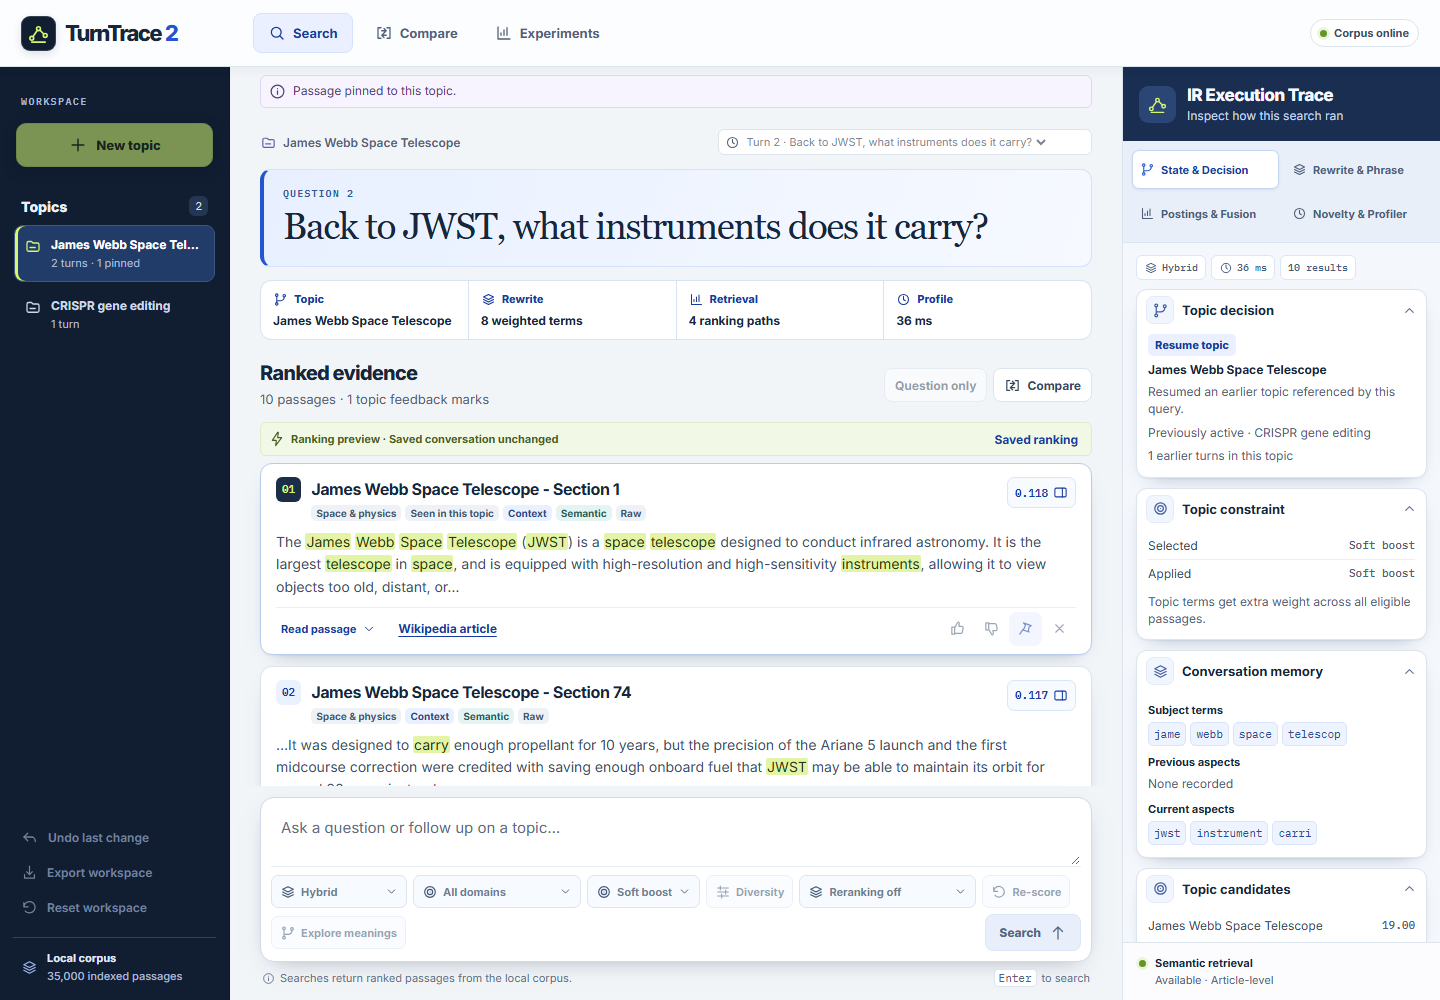 TurnTrace 2
Search
Compare
Experiments
Corpus online
WORKSPACE
New topic
Topics
2
James Webb Space Tel...
2 turns · 1 pinned
CRISPR gene editing
1 turn
Undo last change
Export workspace
Reset workspace
Local corpus
35,000 indexed passages
Passage pinned to this topic.
James Webb Space Telescope
Turn 2 · Back to JWST, what instruments does it carry?
QUESTION 2
Back to JWST, what instruments does it carry?
Topic
James Webb Space Telescope
Rewrite
8 weighted terms
Retrieval
4 ranking paths
Profile
36 ms
Ranked evidence
10 passages · 1 topic feedback marks
Question only
Compare
Ranking preview · Saved conversation unchanged
Saved ranking
01
James Webb Space Telescope - Section 1
0.118
Space & physics
Seen in this topic
Context
Semantic
Raw
The James Webb Space Telescope (JWST) is a space telescope designed to conduct infrared astronomy. It is the
largest telescope in space, and is equipped with high-resolution and high-sensitivity instruments, allowing it to view
objects too old, distant, or...
Read passage
Wikipedia article
02
James Webb Space Telescope - Section 74
0.117
Space & physics
Context
Semantic
Raw
...It was designed to carry enough propellant for 10 years, but the precision of the Ariane 5 launch and the first
midcourse correction were credited with saving enough onboard fuel that JWST may be able to maintain its orbit for
Ask a question or follow up on a topic...
Hybrid
All domains
Soft boost
Diversity
Reranking off
Re-score
Explore meanings
Search
Searches return ranked passages from the local corpus.
Enter to search
IR Execution Trace
Inspect how this search ran
State & Decision
Rewrite & Phrase
Postings & Fusion
Novelty & Profiler
Hybrid
36 ms
10 results
Topic decision
Resume topic
James Webb Space Telescope
Resumed an earlier topic referenced by this
query.
Previously active · CRISPR gene editing
1 earlier turns in this topic
Topic constraint
Selected
Soft boost
Applied
Soft boost
Topic terms get extra weight across all eligible
passages.
Conversation memory
Subject terms
jame
webb
space
telescop
Previous aspects
None recorded
Current aspects
jwst
instrument
carri
Topic candidates
James Webb Space Telescope
19.00
Semantic retrieval
Available · Article-level